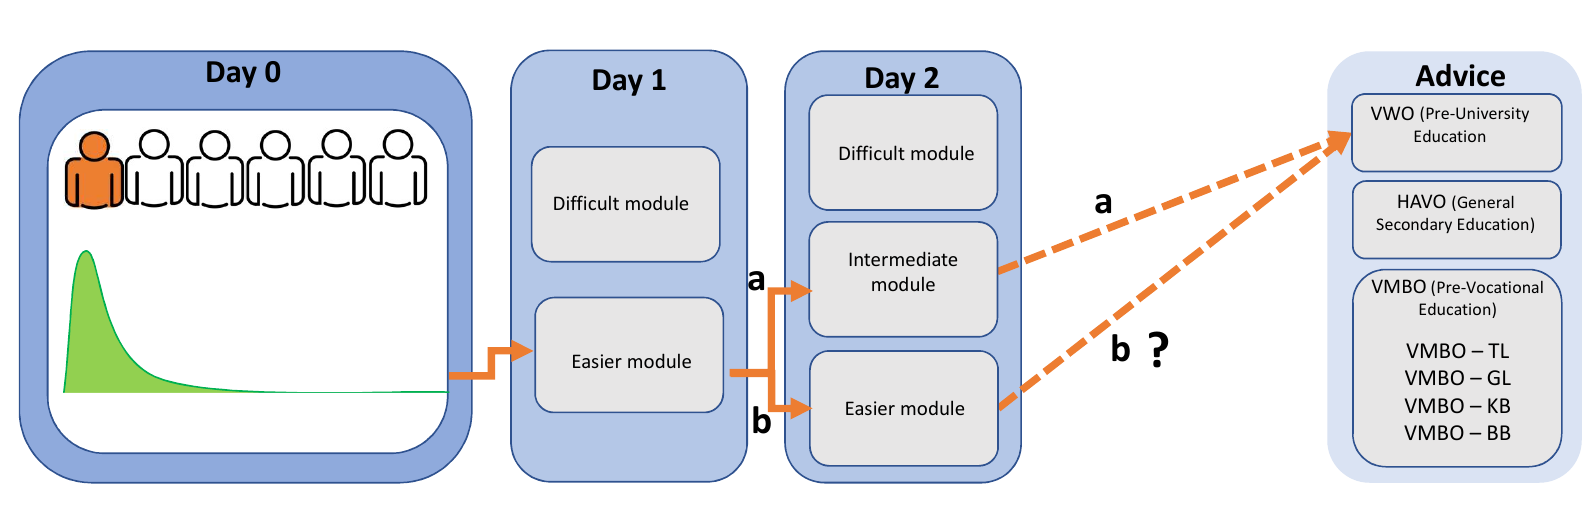 Day 0
Day 1
Difficult module
Easier module
a
b
Day 2
Difficult module
Intermediate
module
Easier module
a
b ?
Advice
VWO (Pre-University
Education
HAVO (General
Secondary Education)
VMBO (Pre-Vocational
Education)
VMBO – TL
VMBO – GL
VMBO – KB
VMBO – BB